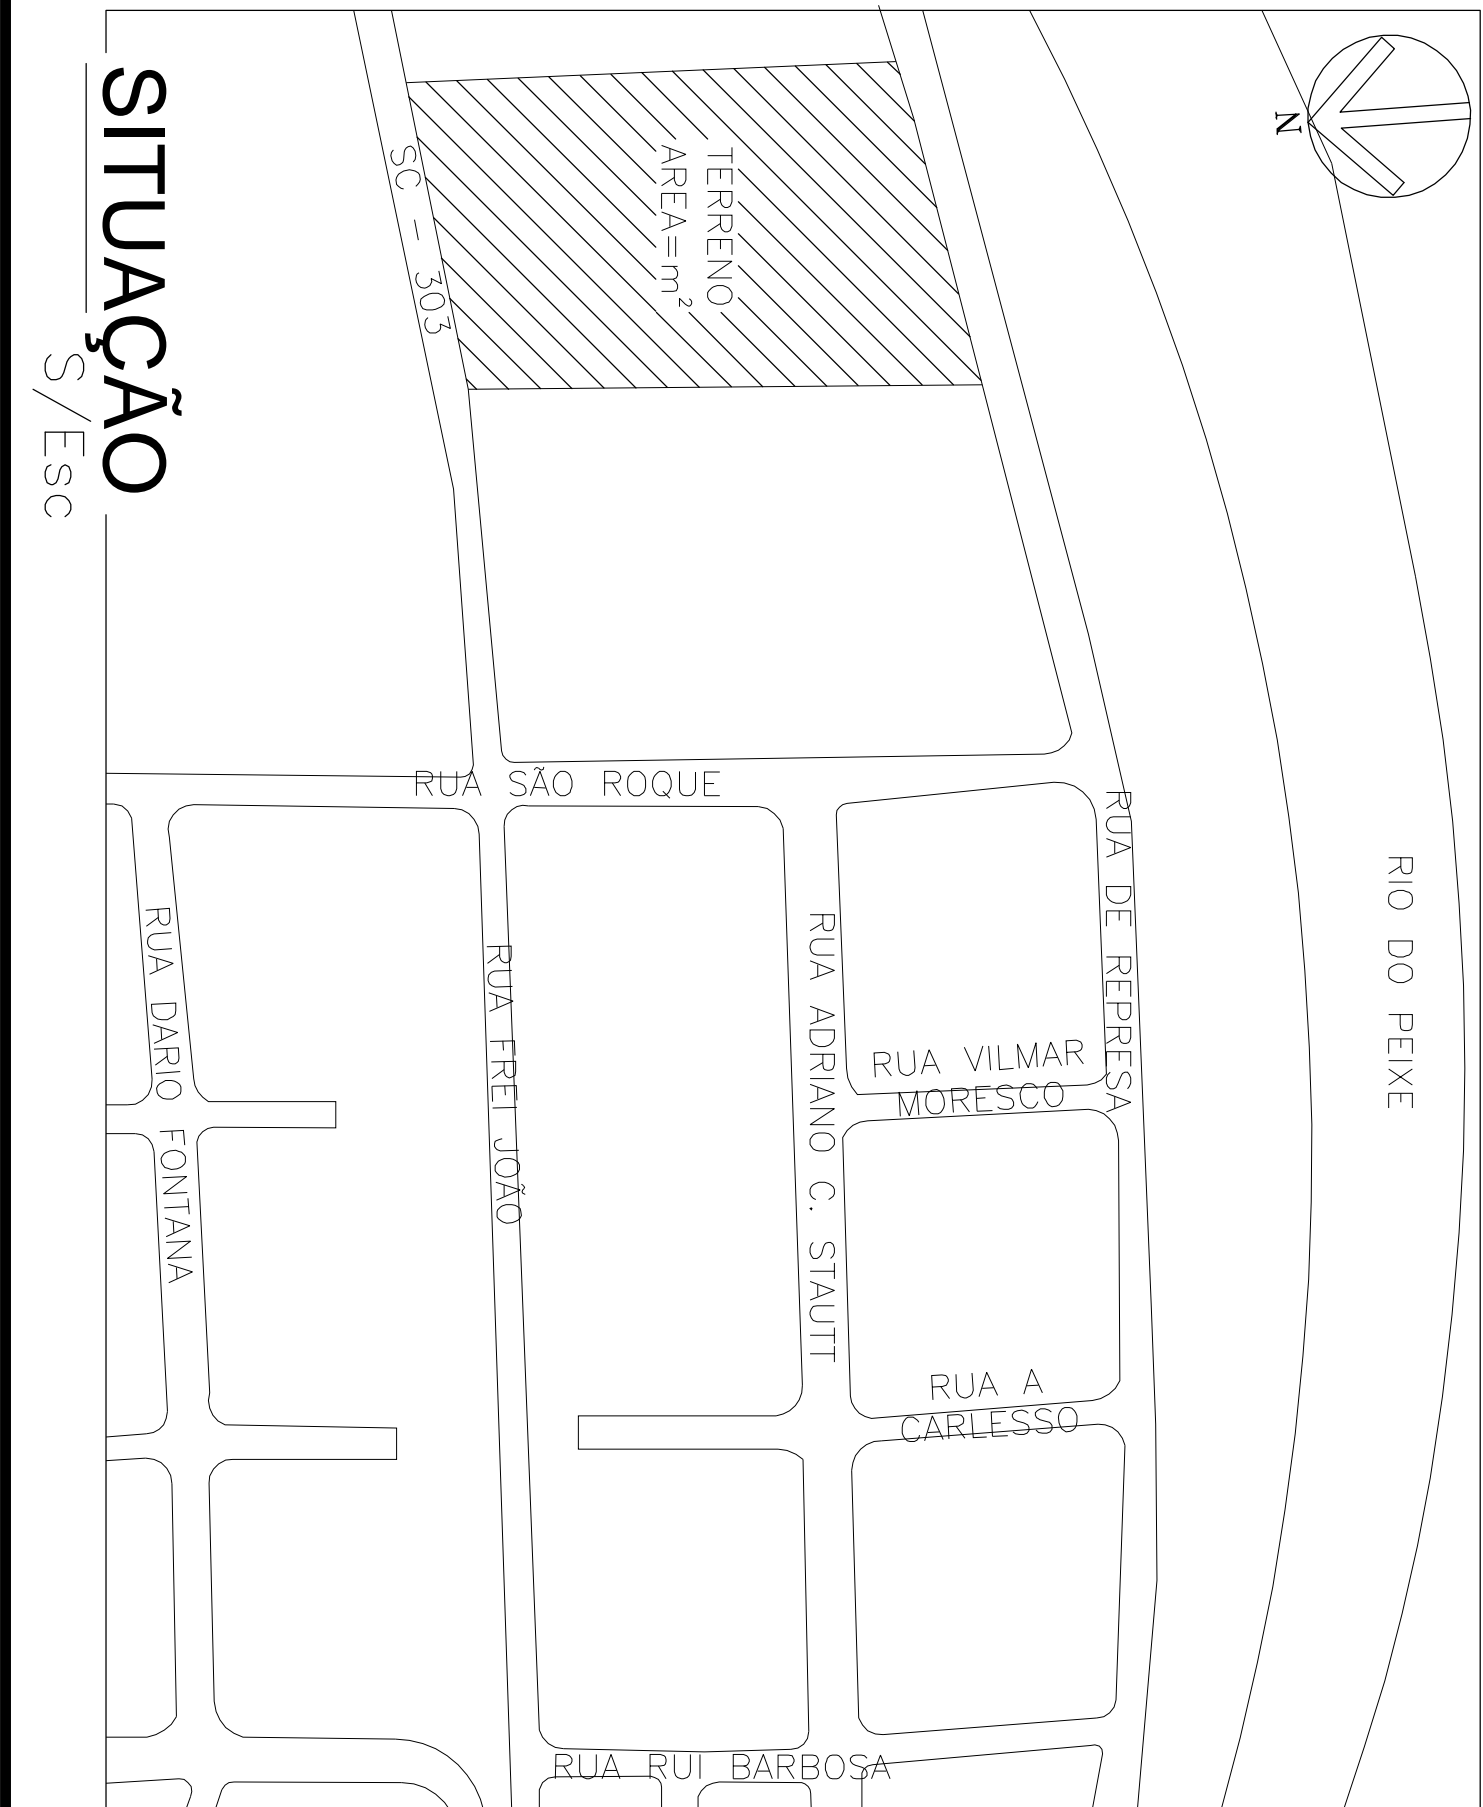 N
TERRENO
AREA=m²
SC - 303
SITUAÇÃO
S/Esc
RUA SÃO ROQUE
RUA DE REPRESA
RIO DO PEIXE
RUA DARIO FONTANA
RUA FREI JOÃO
RUA ADRIANO C. STAUTT
RUA VILMAR
MORESCO
RUA A
CARLESSO
RUA RUI BARBOSA